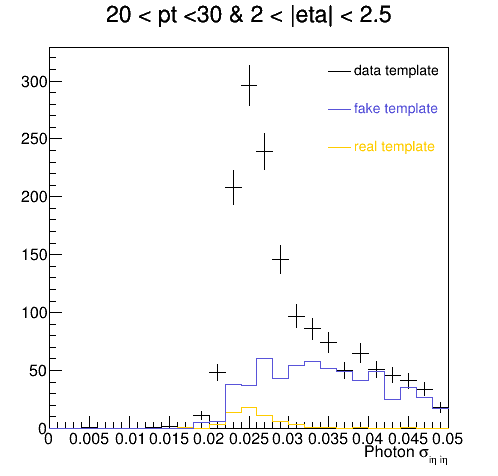 20 < pt <30 & 2 < |eta| < 2.5
data template
fake template
real template
300
250
200
150
100
50
0
0 0.005 0.01 0.015 0.02 0.025 0.03 0.035 0.04 0.045 0.05
Photon σiη iη